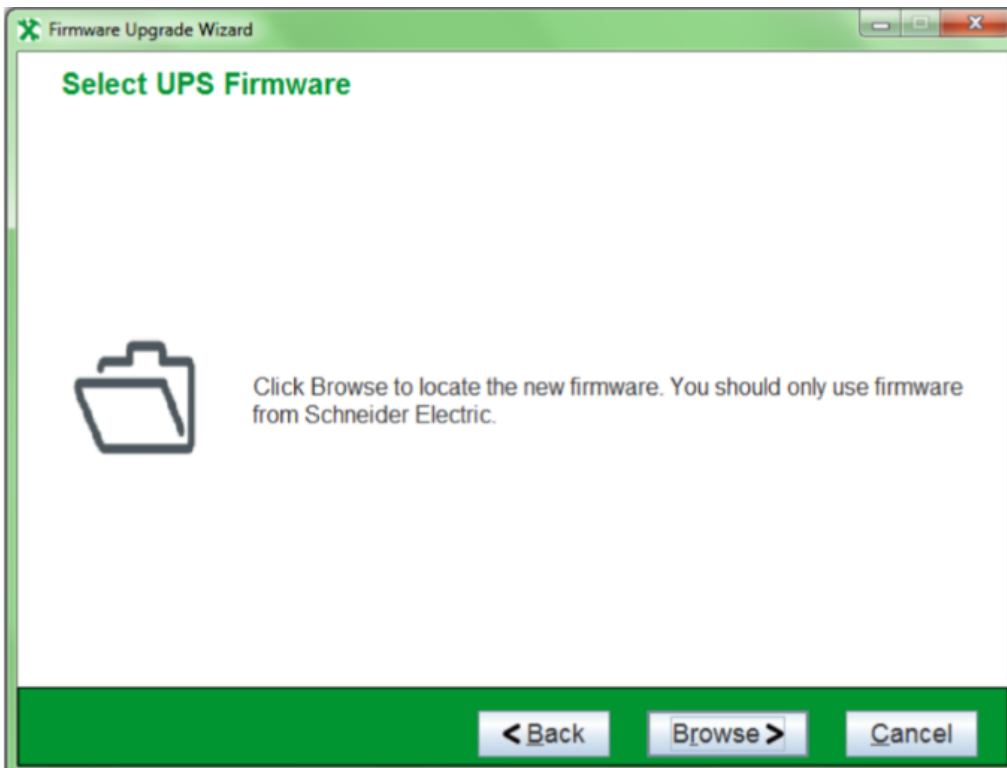 Firmware Upgrade Wizard
Select UPS Firmware
Click Browse to locate the new firmware. You should only use firmware
from Schneider Electric.
< Back
Browse >
Cancel